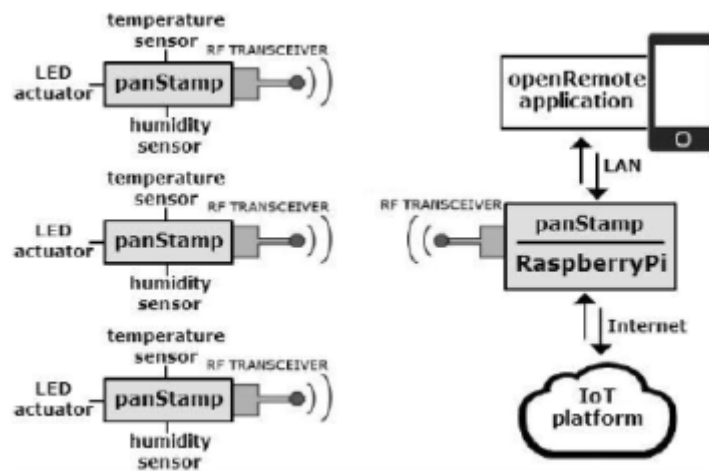 temperature
sensor
RF TRANSCEIVER
LED
actuator
panStamp
humidity
sensor
temperature
sensor
RF TRANSCEIVER
LED
actuator
panStamp
humidity
sensor
temperature
sensor
RF TRANSCEIVER
LED
actuator
panStamp
humidity
sensor
openRemote
application
LAN
RF TRANSCEIVER
panStamp
RaspberryPi
Internet
IoT
platform